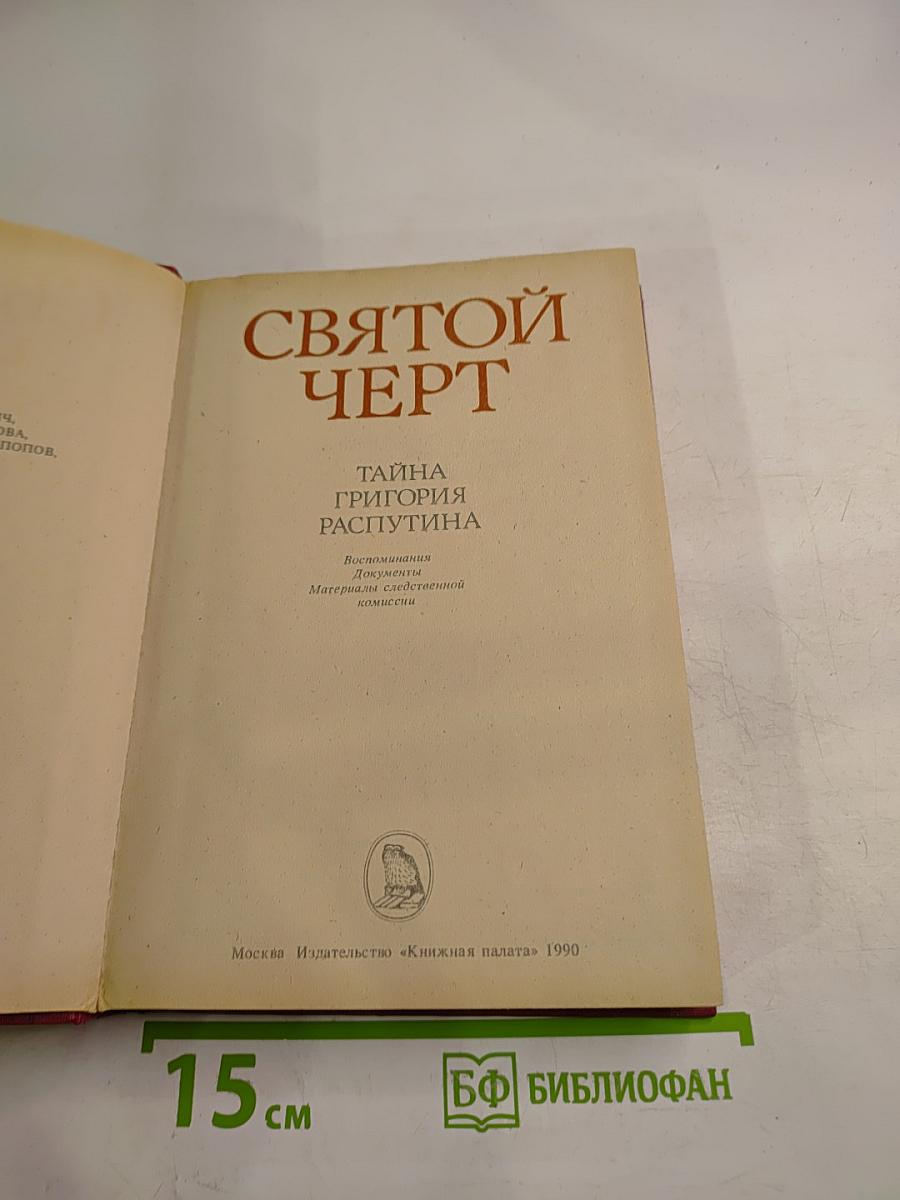 СВЯТОЙ
ЧЕРТ
ТАЙНА
ГРИГОРИЯ
РАСПУТИНА
Воспоминания
Документы
Материалы следственной
комиссии
Москва Издательство «Книжная палата» 1990
15 см
БФ БИБЛИОФАН
ПОПОВ.